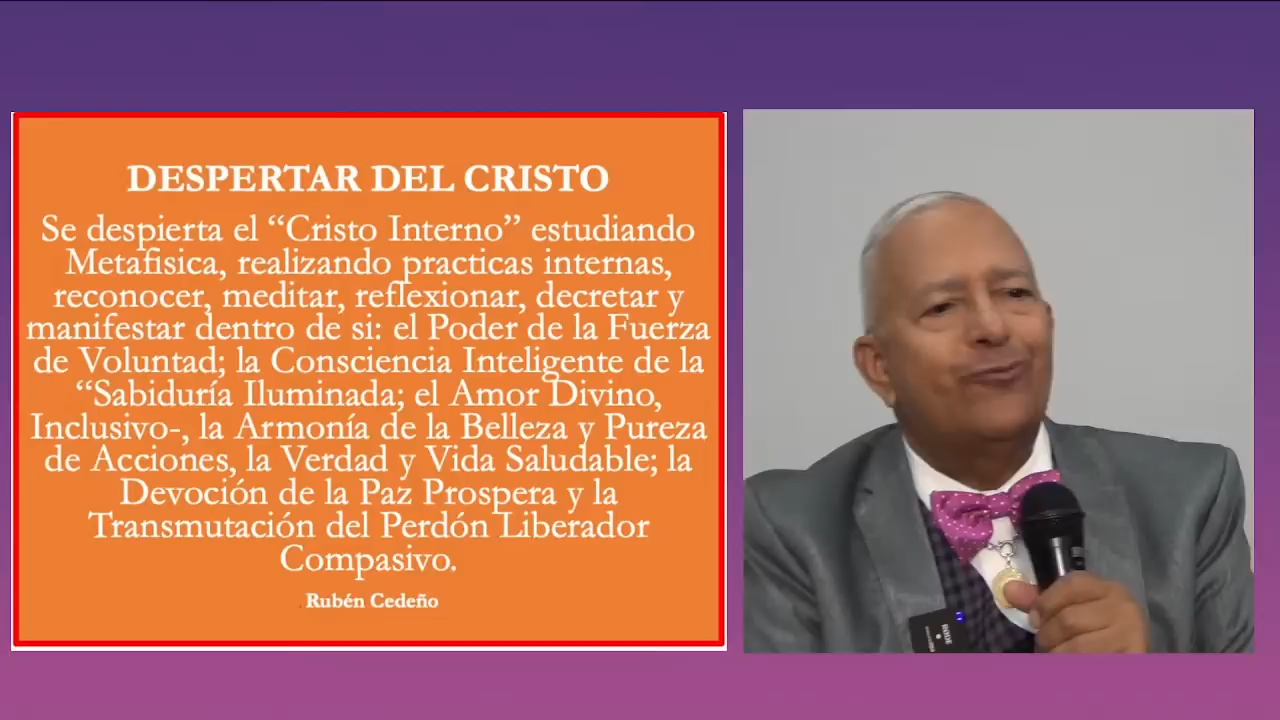 DESPERTAR DEL CRISTO
Se despierta el “Cristo Interno” estudiando
Metafisica, realizando practicas internas,
reconocer, meditar, reflexionar, decretar y
manifestar dentro de si: el Poder de la Fuerza
de Voluntad; la Consciencia Inteligente de la
“Sabiduría Iluminada; el Amor Divino,
Inclusivo-, la Armonía de la Belleza y Pureza
de Acciones, la Verdad y Vida Saludable; la
Devoción de la Paz Prospera y la
Transmutación del Perdón Liberador
Compasivo.
. Rubén Cedeño
RODE